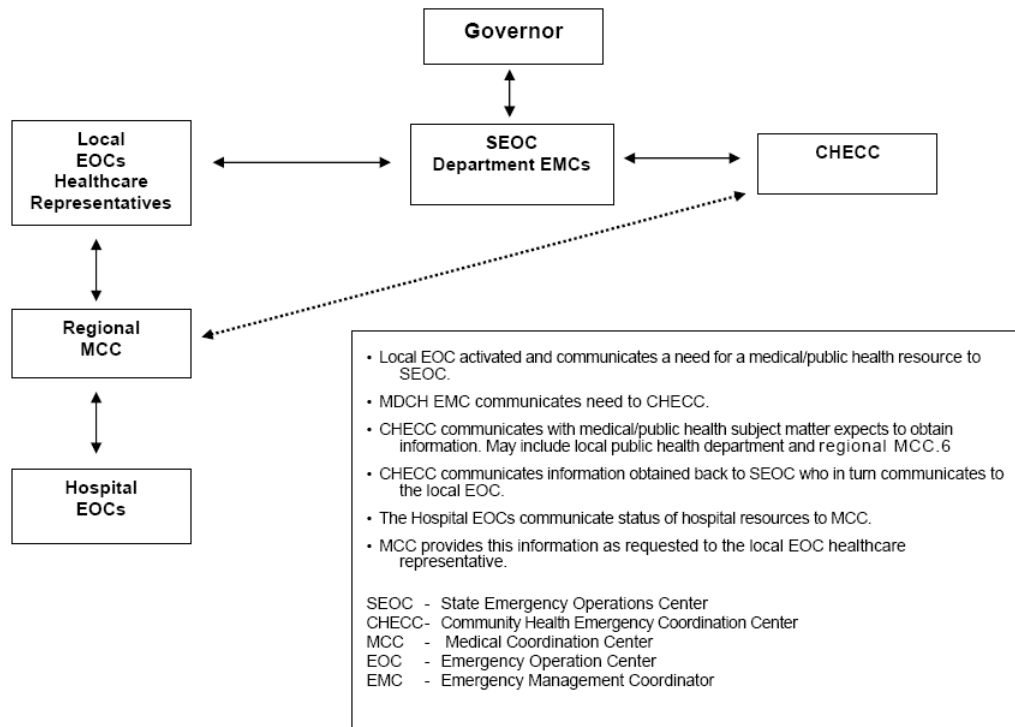 Governor
Local
EOCs
Healthcare
Representatives
SEOC
Department EMCs
CHECC
Regional
MCC
Hospital
EOCs
• Local EOC activated and communicates a need for a medical/public health resource to
SEOC.
• MDCH EMC communicates need to CHECC.
• CHECC communicates with medical/public health subject matter expects to obtain
information. May include local public health department and regional MCC.6
• CHECC communicates information obtained back to SEOC who in turn communicates to
the local EOC.
• The Hospital EOCs communicate status of hospital resources to MCC.
• MCC provides this information as requested to the local EOC healthcare
representative.
SEOC - State Emergency Operations Center
CHECC- Community Health Emergency Coordination Center
MCC - Medical Coordination Center
EOC - Emergency Operation Center
EMC - Emergency Management Coordinator